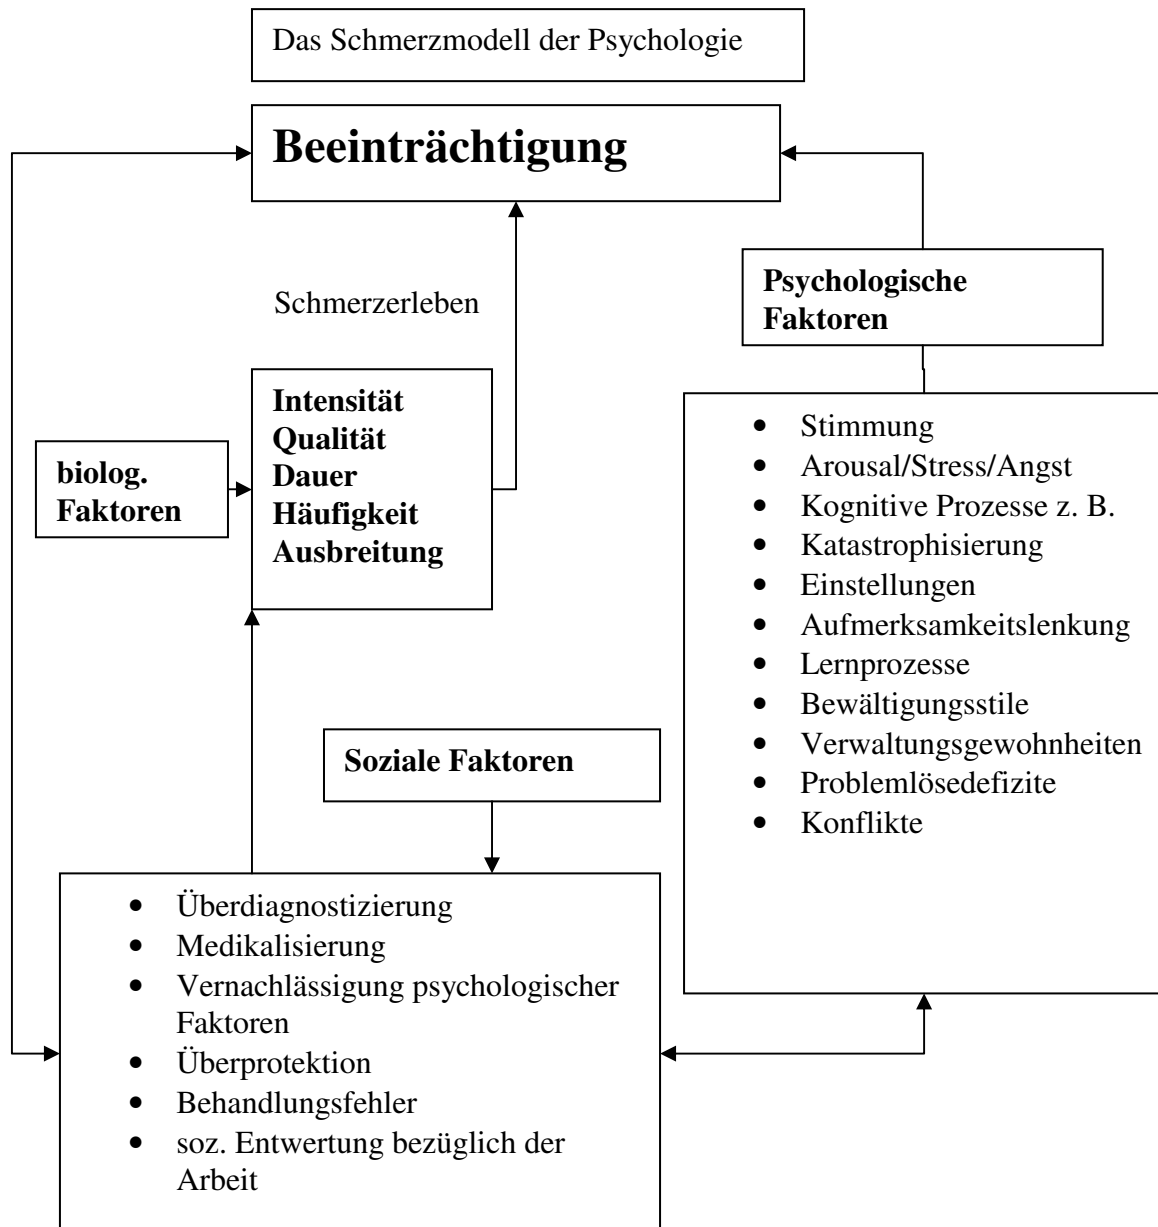 Das Schmerzmodell der Psychologie
Beeinträchtigung
Psychologische
Faktoren
Schmerzerleben
Intensität
Qualität
Dauer
Häufigkeit
Ausbreitung
biolog.
Faktoren
• Stimmung
• Arousal/Stress/Angst
• Kognitive Prozesse z. B.
• Katastrophisierung
• Einstellungen
• Aufmerksamkeitslenkung
• Lernprozesse
• Bewältigungsstile
• Verwaltungsgewohnheiten
• Problemlösedefizite
• Konflikte
Soziale Faktoren
• Überdiagnostizierung
• Medikalisierung
• Vernachlässigung psychologischer
Faktoren
• Überprotektion
• Behandlungsfehler
• soz. Entwertung bezüglich der
Arbeit